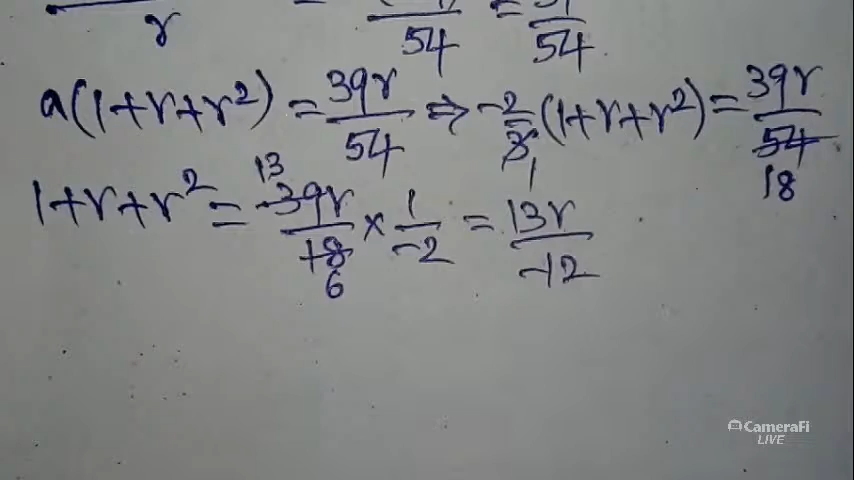 r = 54 = 54
a(1+r+r²) = 39r/54 ⇒ -2/3(1+r+r²) = 39r/54
1 18
13
1+r+r² = 39r/18 × 1/-2 = 13r/-12
6
CameraFi
LIVE